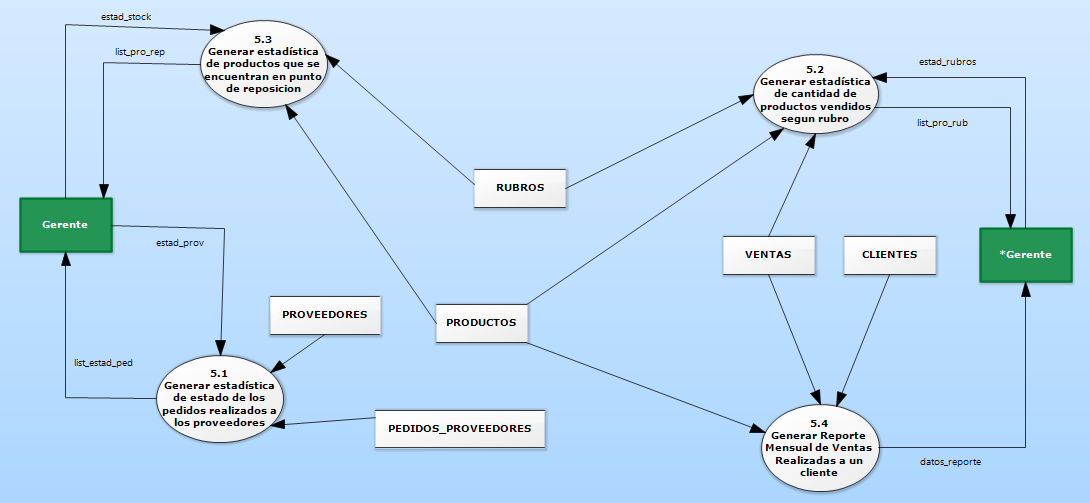 estad_stock
list_pro_rep
5.3
Generar estadística
de productos que se
encuentran en punto
de reposicion
5.2
Generar estadística
de cantidad de
productos vendidos
segun rubro
estad_rubros
list_pro_rub
RUBROS
Gerente
estad_prov
VENTAS
CLIENTES
*Gerente
PROVEEDORES
PRODUCTOS
list_estad_ped
5.1
Generar estadística
de estado de los
pedidos realizados a
los proveedores
PEDIDOS_PROVEEDORES
5.4
Generar Reporte
Mensual de Ventas
Realizadas a un
cliente
datos_reporte